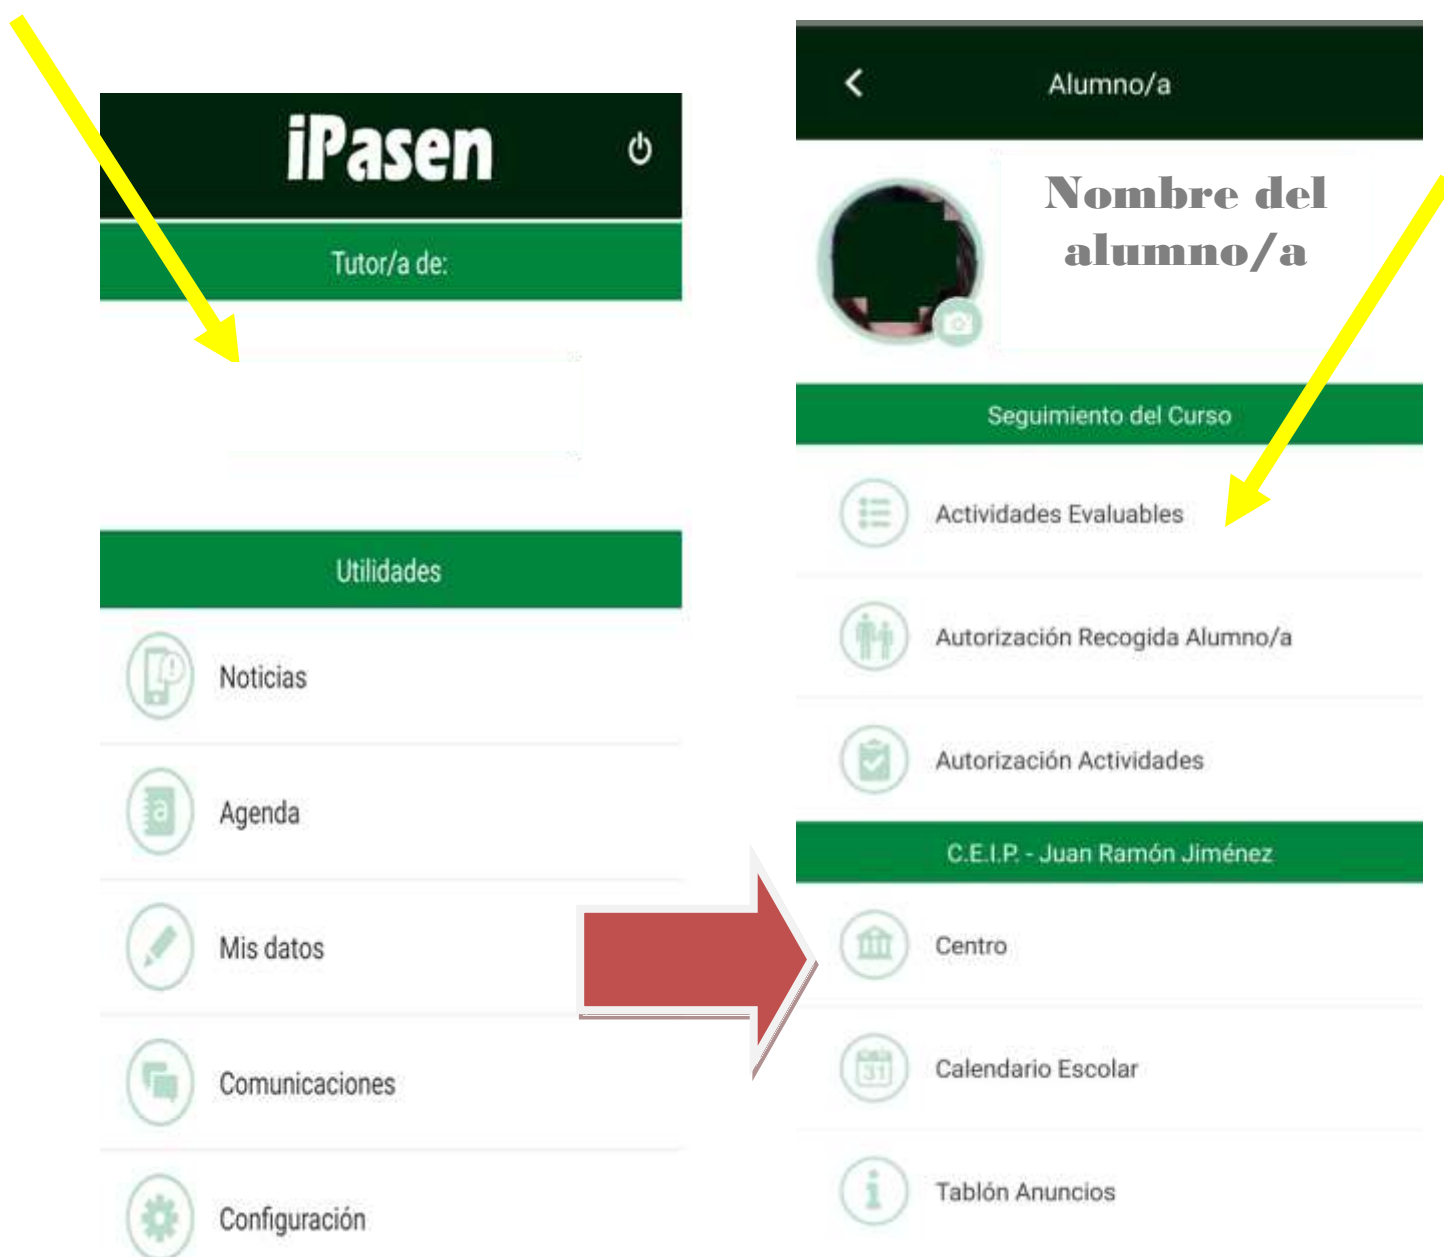 iPasen
Tutor/a de:
Utilidades
Noticias
Agenda
Mis datos
Comunicaciones
Configuración
Alumno/a
Nombre del
alumno/a
Seguimiento del Curso
Actividades Evaluables
Autorización Recogida Alumno/a
Autorización Actividades
C.E.I.P. - Juan Ramón Jiménez
Centro
31
Calendario Escolar
Tablón Anuncios